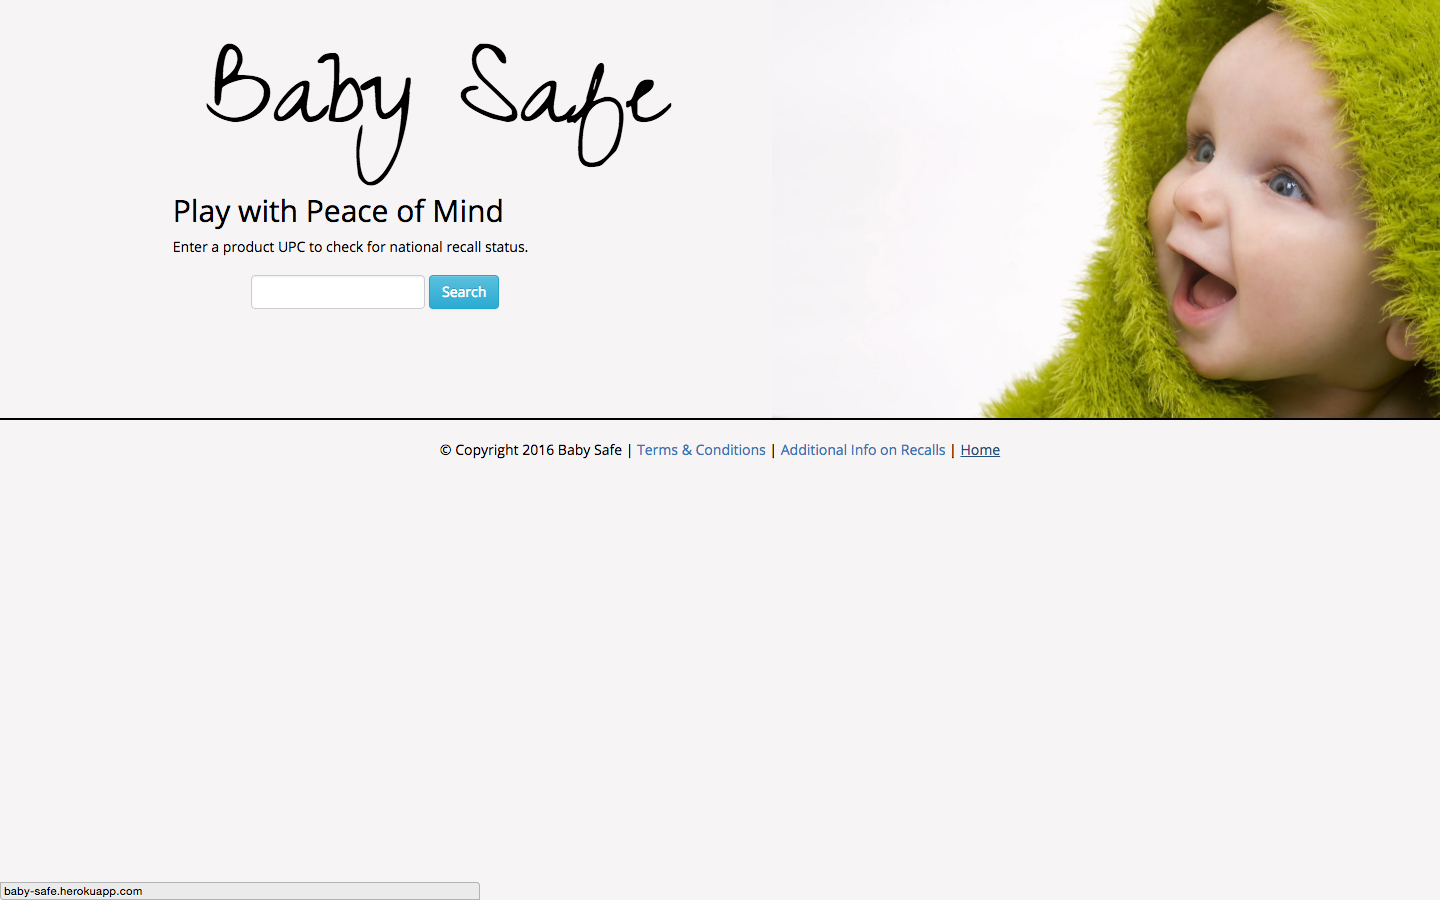 Baby Safe
Play with Peace of Mind
Enter a product UPC to check for national recall status.
Search
© Copyright 2016 Baby Safe | Terms & Conditions | Additional Info on Recalls | Home
baby-safe.herokuapp.com